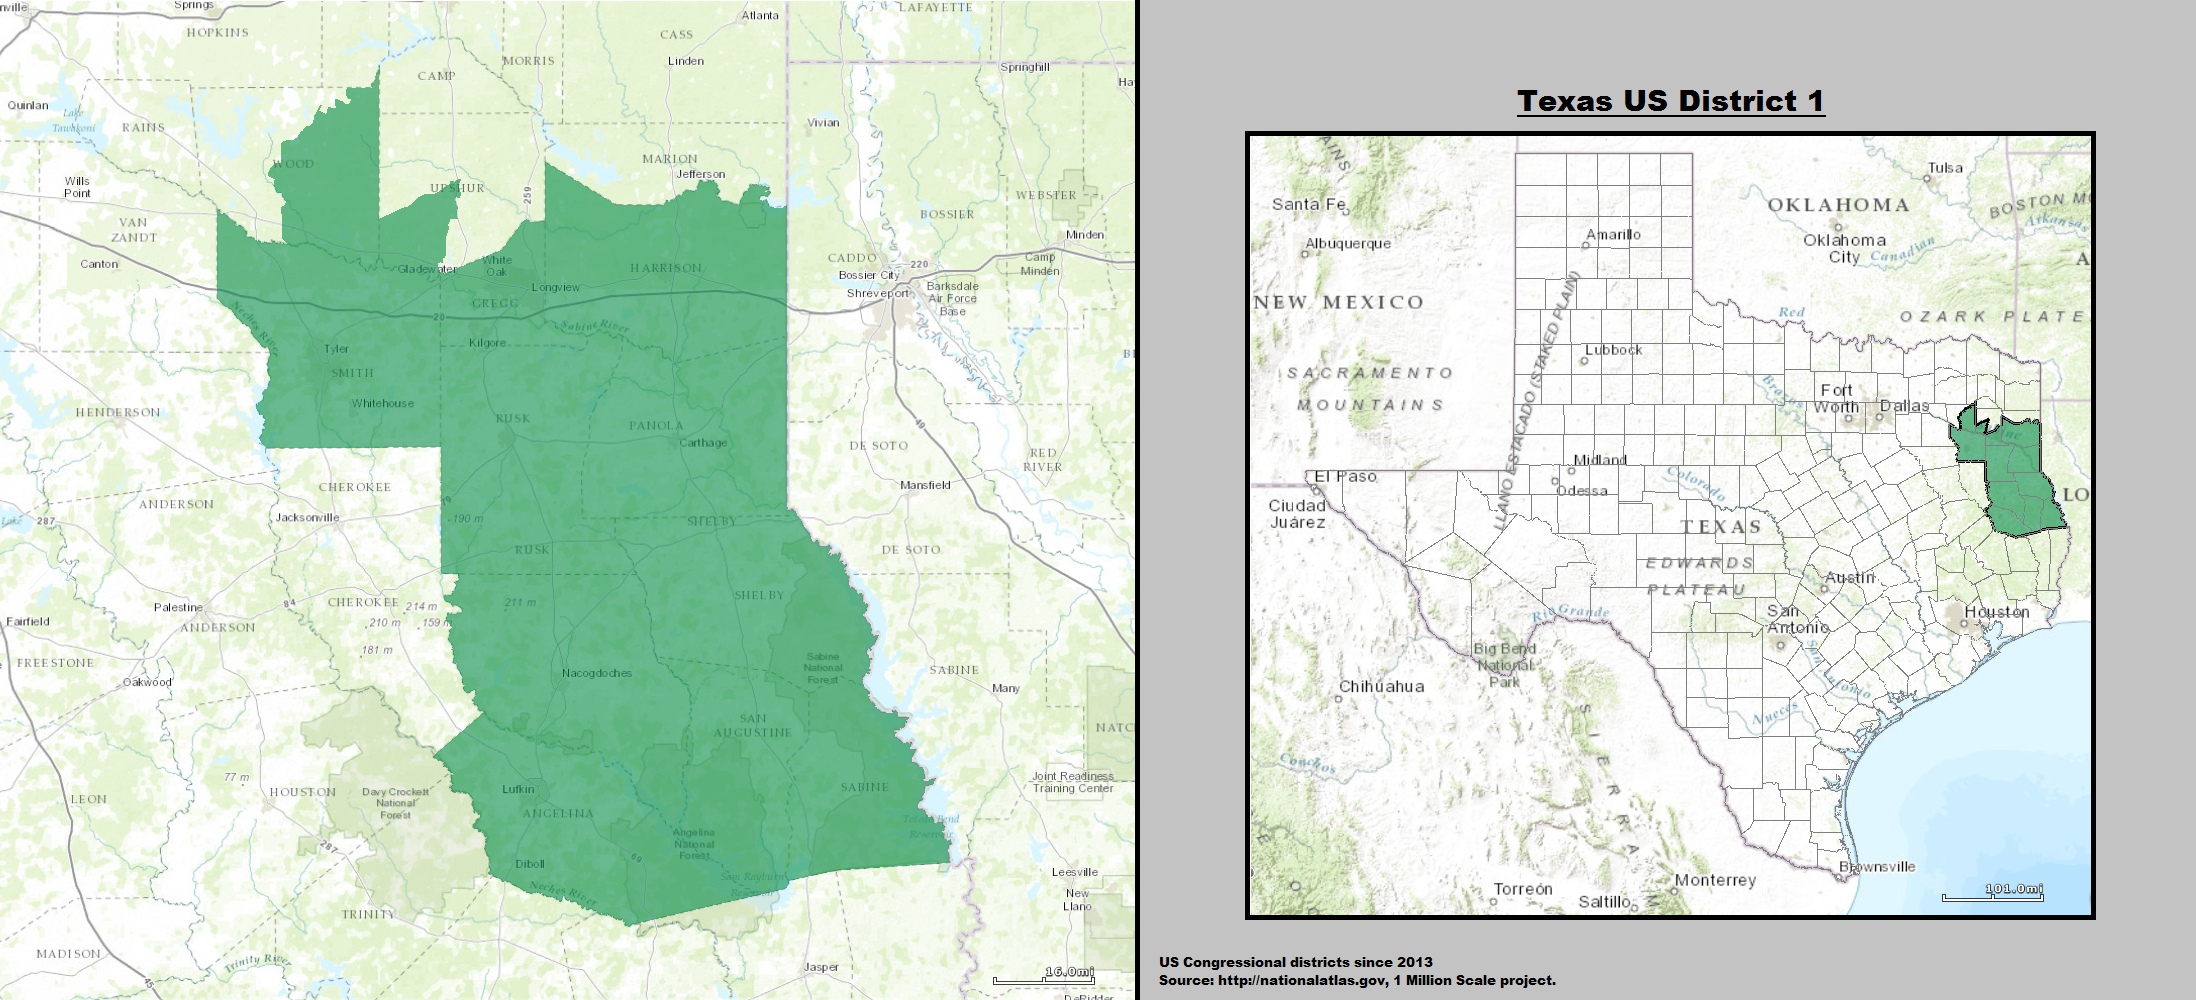 Springs
HOPKINS
Atlanta
CASS
LAFAYETTE
MORRIS
Linden
CAMP
Springhill
Quinlan
Lake
Tawakoni
RAINS
Vivian
WOOD
MARION
Jefferson
Wills
Point
UPSHUR
259
WEBSTER
VAN
ZANDT
BOSSIER
Minden
Canton
Gladewater
White
Oak
HARRISON
CADDO
220
Camp
Minden
Bossier City
Longview
Shreveport
Barksdale
Air Force
Base
GREGG
20
Neches River
Sabine River
Kilgore
Tyler
SMITH
Whitehouse
HENDERSON
RUSK
PANOLA
Carthage
49
DE SOTO
RED
RIVER
CHEROKEE
Mansfield
ANDERSON
Jacksonville
Lake
287
190 m
SHELBY
RUSK
DE SOTO
SHELBY
84
CHEROKEE
214 m
211 m
Palestine
210 m
159 m
Fairfield
ANDERSON
181 m
FREESTONE
Sabine
National
Forest
SABINE
Nacogdoches
Oakwood
Many
SAN
AUGUSTINE
NATC
77 m
Joint Readiness
Training Center
LEON
HOUSTON
Davy Crockett
National
Forest
Lufkin
SABINE
ANGELINA
Toledo Bend
Reservoir
Angelina
National
Forest
287
69
Diboll
Sam Rayburn
Reservoir
Leesville
Neches River
New
Llano
TRINITY
MADISON
Trinity River
45
Jasper
16.0mi
DeRidder
Texas US District 1
Tulsa
Santa Fe
OKLAHOMA
BOSTON MO
Arkansas
Amarillo
Albuquerque
Oklahoma
City
Canadian
NEW MEXICO
Red
OZARK PLATE
LLANO ESTACADO (STAKED PLAIN)
Lubbock
SACRAMENTO
MOUNTAINS
Brazos
Fort
Worth
Dallas
Midland
El Paso
Odessa
Colorado
LO
Ciudad
Juárez
TEXAS
EDWARDS
PLATEAU
Austin
Rio Grande
San
Antonio
Houston
Big Bend
National
Park
San Antonio
Chihuahua
Nueces
SIERRA M
Conchos
Brownsville
Torreón
Monterrey
Saltillo
101.0mi
US Congressional districts since 2013
Source: http://nationalatlas.gov, 1 Million Scale project.